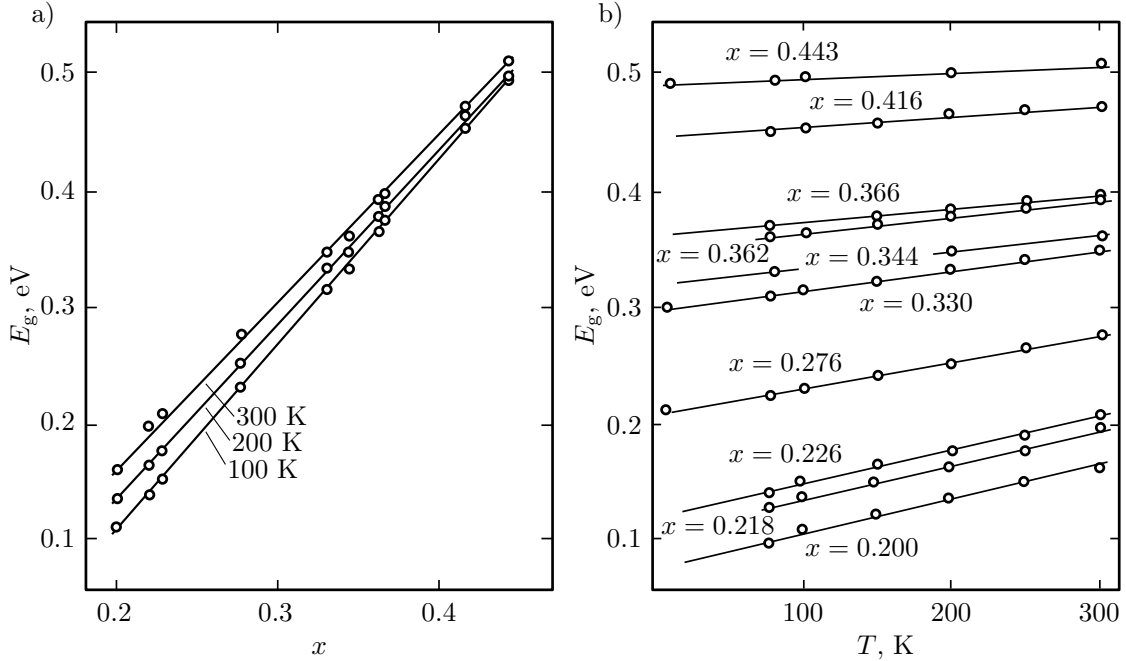 a)
E_g, eV
0.5
0.4
0.3
0.2
0.1
300 K
200 K
100 K
0.2 0.3 0.4
x
b)
E_g, eV
0.5
0.4
0.3
0.2
0.1
x = 0.443
x = 0.416
x = 0.366
x = 0.362
x = 0.344
x = 0.330
x = 0.276
x = 0.226
x = 0.218
x = 0.200
100 200 300
T, K